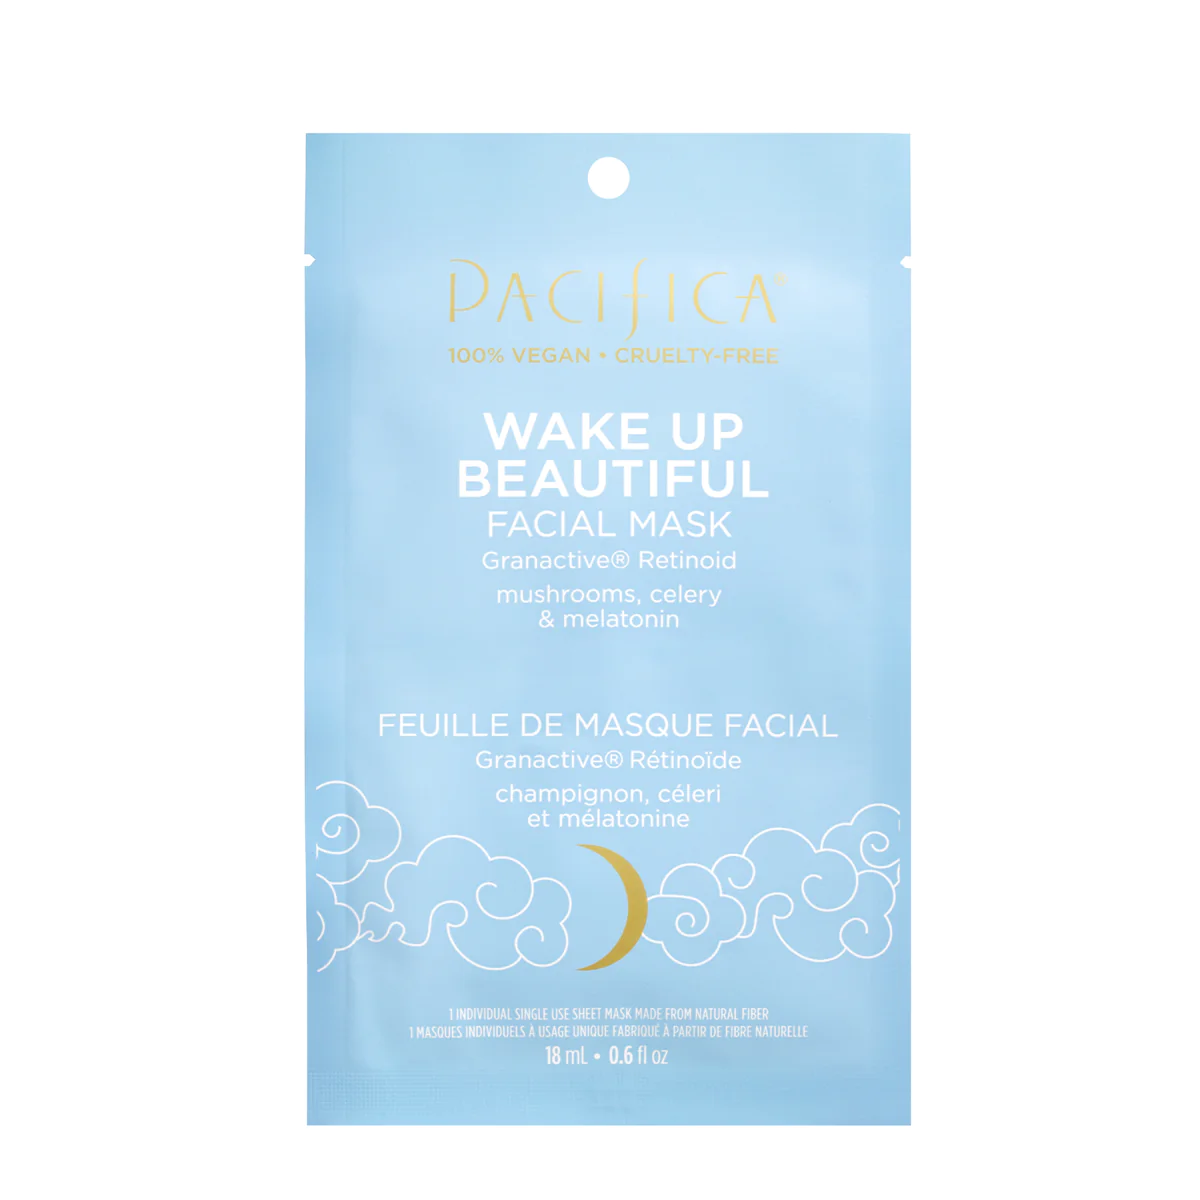 PACIFICA®
100% VEGAN • CRUELTY-FREE
WAKE UP
BEAUTIFUL
FACIAL MASK
Granactive® Retinoid
mushrooms, celery
& melatonin
FEUILLE DE MASQUE FACIAL
Granactive® Rétinoïde
champignon, céleri
et mélatonine
1 INDIVIDUAL SINGLE USE SHEET MASK MADE FROM NATURAL FIBER
1 MASQUES INDIVIDUELS À USAGE UNIQUE FABRIQUÉ À PARTIR DE FIBRE NATURELLE
18 mL • 0.6 fl oz